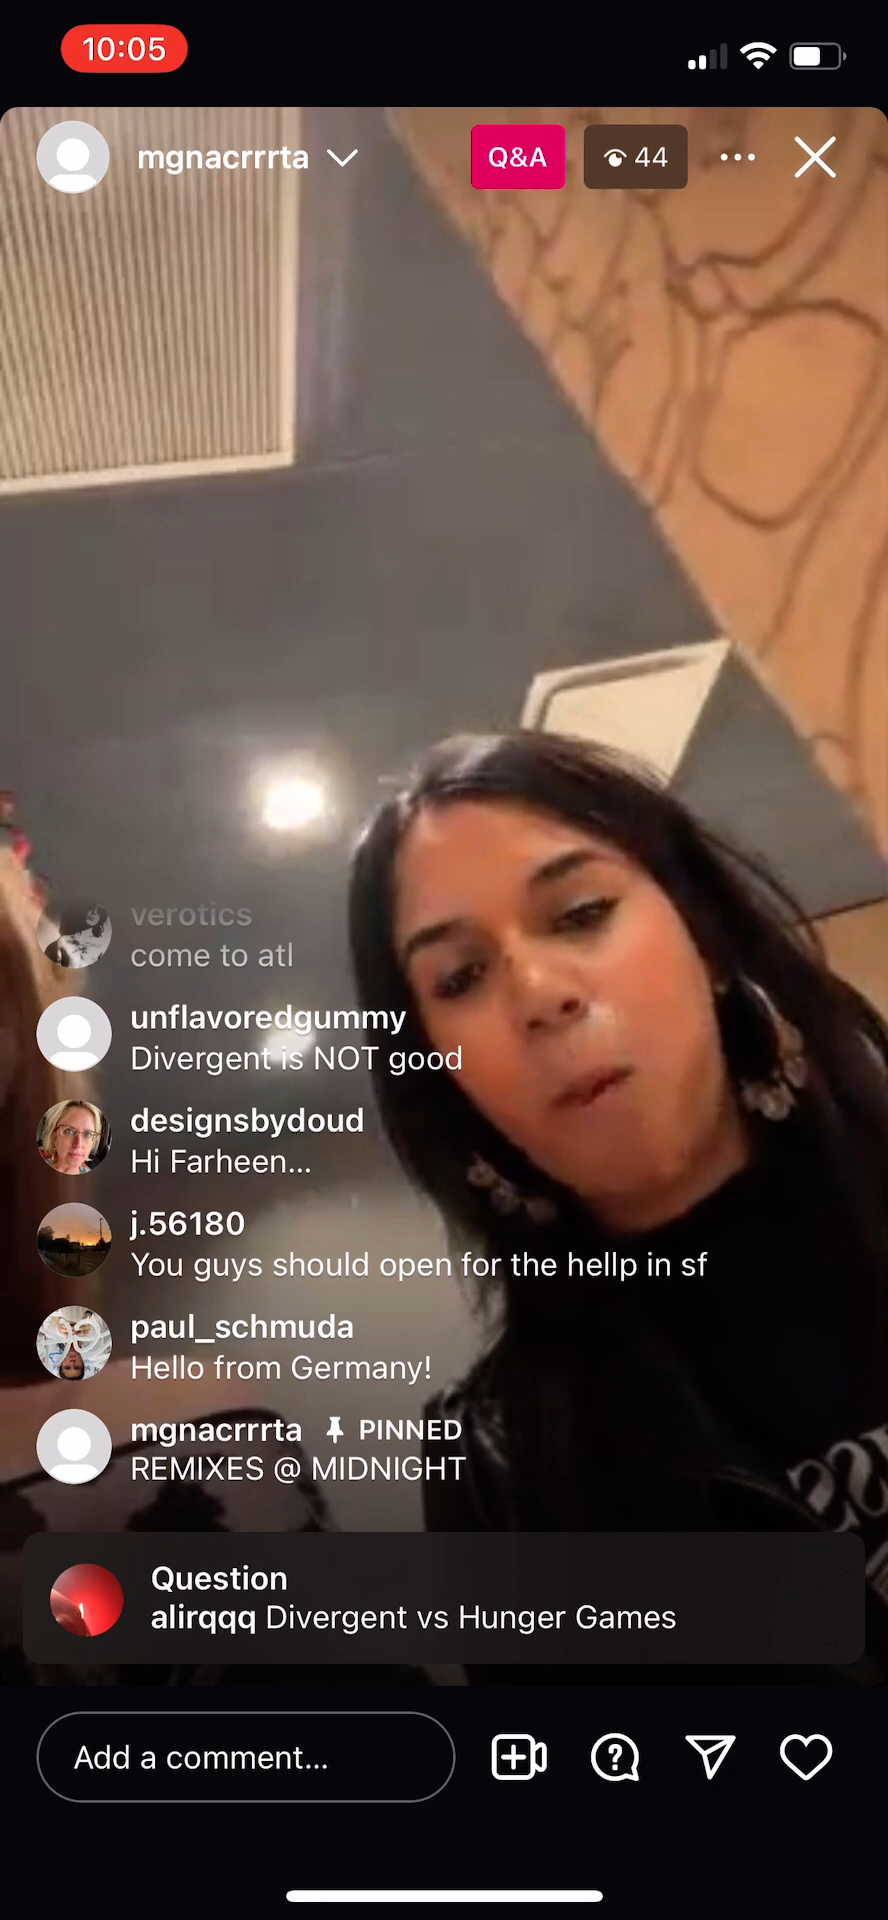 10:05
mgnacrrrta
Q&A
44
verotics
come to atl
unflavoredgummy
Divergent is NOT good
designsbydoud
Hi Farheen...
j.56180
You guys should open for the hellp in sf
paul_schmuda
Hello from Germany!
mgnacrrrta PINNED
REMIXES @ MIDNIGHT
Question
alirqqq Divergent vs Hunger Games
Add a comment...